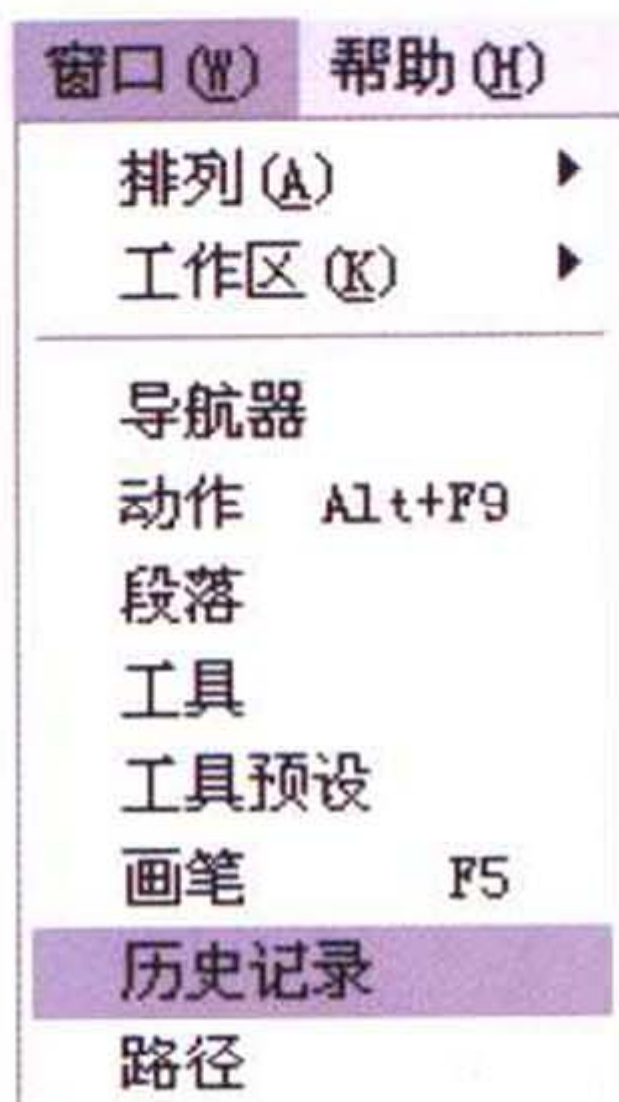 窗口(W) 帮助(H)
排列(A)
工作区(K)
导航器
动作 Alt+F9
段落
工具
工具预设
画笔 F5
历史记录
路径